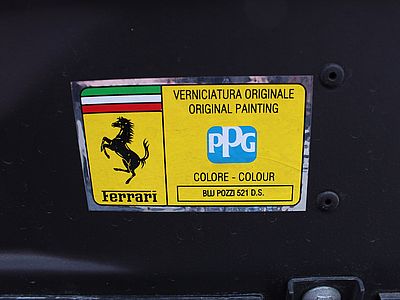 VERNICIATURA ORIGINALE
ORIGINAL PAINTING
PPG
COLORE - COLOUR
BLU POZZI 521 D.S.
Ferrari